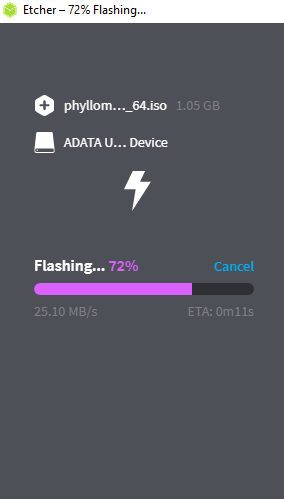 Etcher – 72% Flashing...
phyllom…_64.iso 1.05 GB
ADATA U… Device
Flashing... 72% Cancel
25.10 MB/s ETA: 0m11s